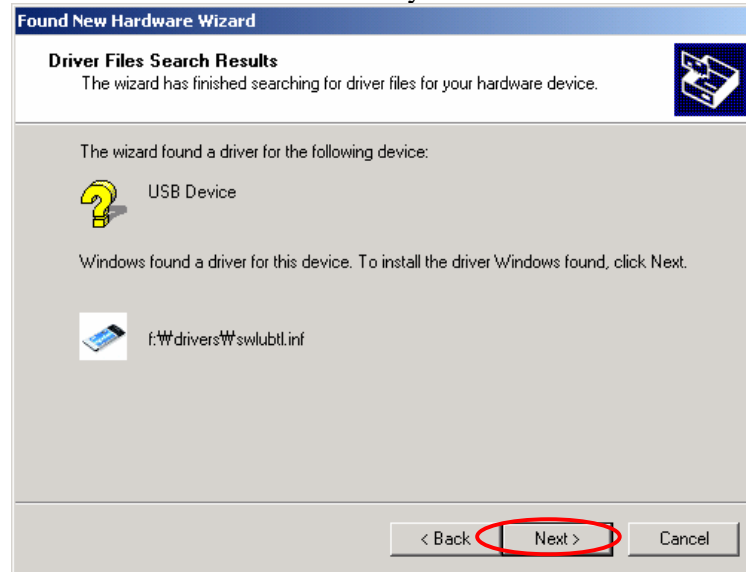 Found New Hardware Wizard
Driver Files Search Results
The wizard has finished searching for driver files for your hardware device.
The wizard found a driver for the following device:
USB Device
Windows found a driver for this device. To install the driver Windows found, click Next.
f:₩drivers₩swlubtl.inf
< Back
Next >
Cancel